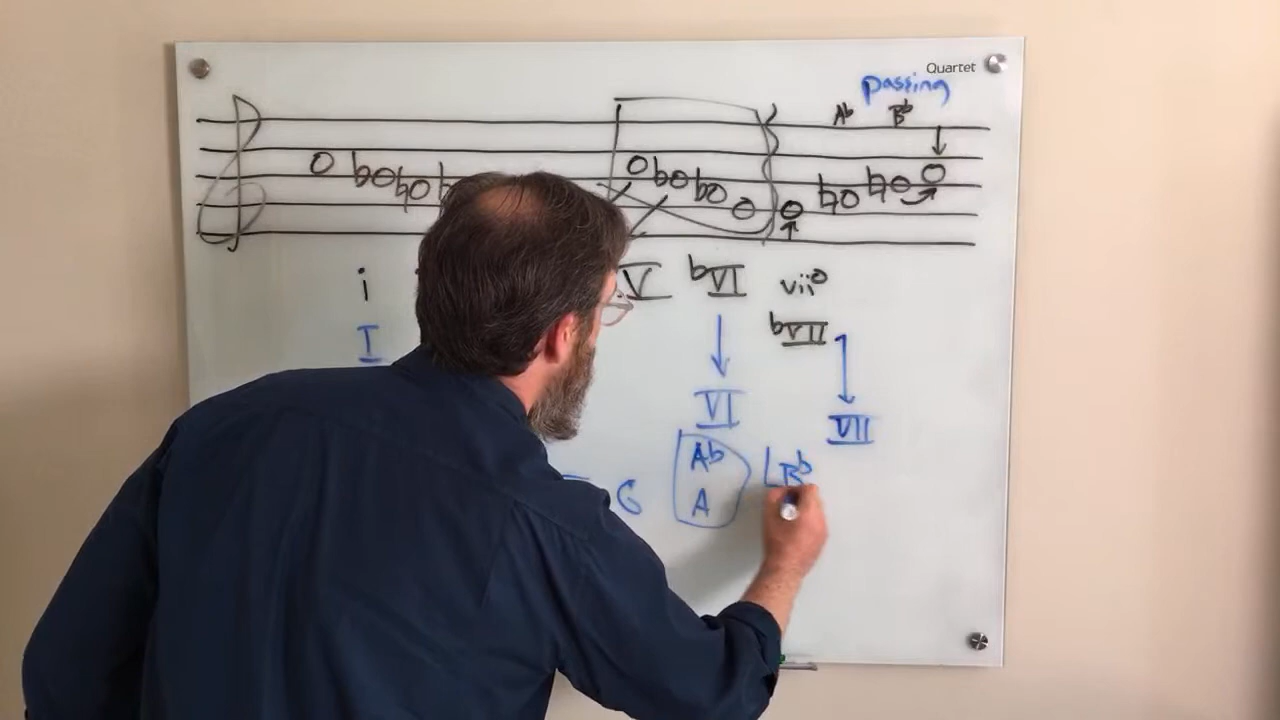 Quartet
passing
Ab Bb
i V bVI vii°
bVII
I
VI VII
G Ab Bb
A